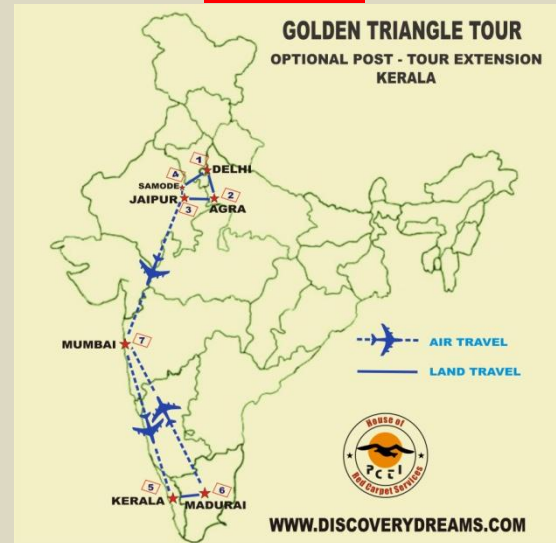 GOLDEN TRIANGLE TOUR
OPTIONAL POST - TOUR EXTENSION
KERALA
1
DELHI
4
SAMODE
JAIPUR
3
2
AGRA
MUMBAI
7
AIR TRAVEL
LAND TRAVEL
House of
PCTI
Red Carpet Services
5
KERALA
6
MADURAI
WWW.DISCOVERYDREAMS.COM